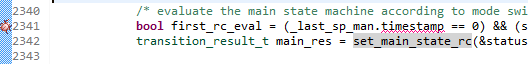 2340 /* evaluate the main state machine according to mode swi
2341 bool first_rc_eval = (_last_sp_man.timestamp == 0) && (s
2342 transition_result_t main_res = set_main_state_rc(&status
2343